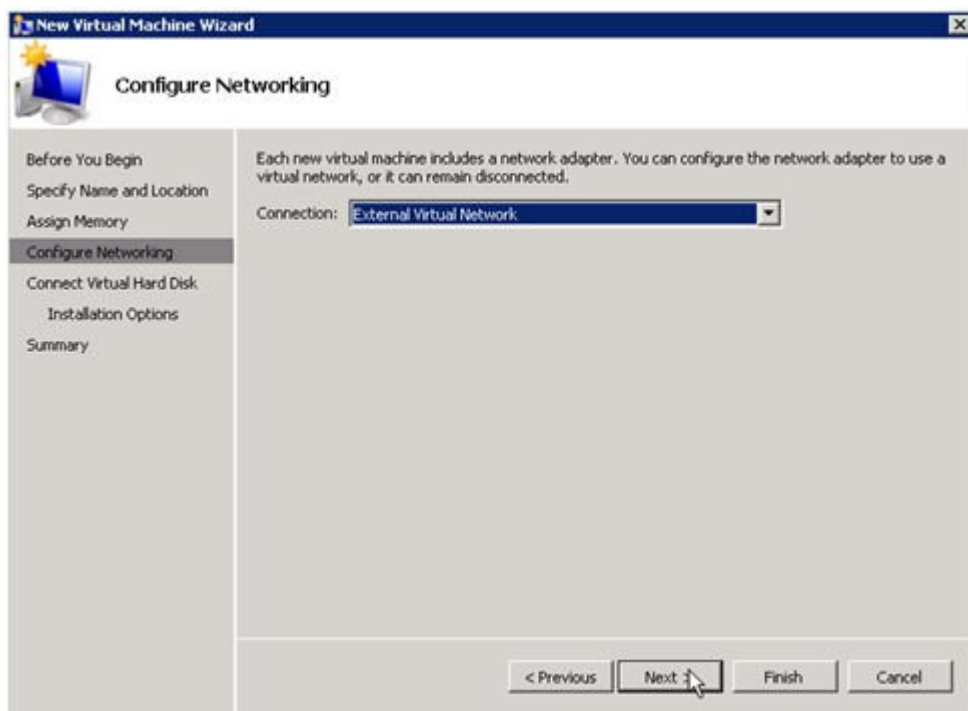 New Virtual Machine Wizard
Configure Networking
Before You Begin
Specify Name and Location
Assign Memory
Configure Networking
Connect Virtual Hard Disk
Installation Options
Summary
Each new virtual machine includes a network adapter. You can configure the network adapter to use a
virtual network, or it can remain disconnected.
Connection: External Virtual Network
< Previous Next > Finish Cancel